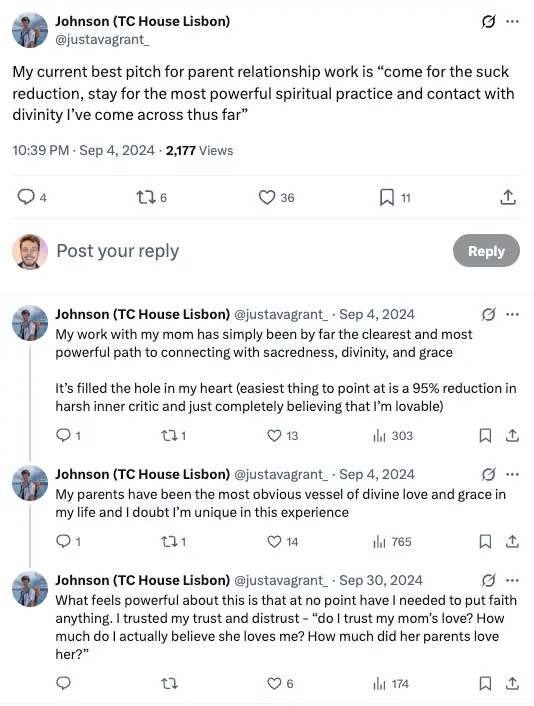 Johnson (TC House Lisbon)
@justavagrant_
My current best pitch for parent relationship work is “come for the suck
reduction, stay for the most powerful spiritual practice and contact with
divinity I’ve come across thus far”
10:39 PM · Sep 4, 2024 · 2,177 Views
4 6 36 11
Post your reply
Reply
Johnson (TC House Lisbon) @justavagrant_ · Sep 4, 2024
My work with my mom has simply been by far the clearest and most
powerful path to connecting with sacredness, divinity, and grace
It’s filled the hole in my heart (easiest thing to point at is a 95% reduction in
harsh inner critic and just completely believing that I’m lovable)
1 1 13 303
Johnson (TC House Lisbon) @justavagrant_ · Sep 4, 2024
My parents have been the most obvious vessel of divine love and grace in
my life and I doubt I’m unique in this experience
1 1 14 765
Johnson (TC House Lisbon) @justavagrant_ · Sep 30, 2024
What feels powerful about this is that at no point have I needed to put faith
anything. I trusted my trust and distrust - “do I trust my mom’s love? How
much do I actually believe she loves me? How much did her parents love
her?”
6 174